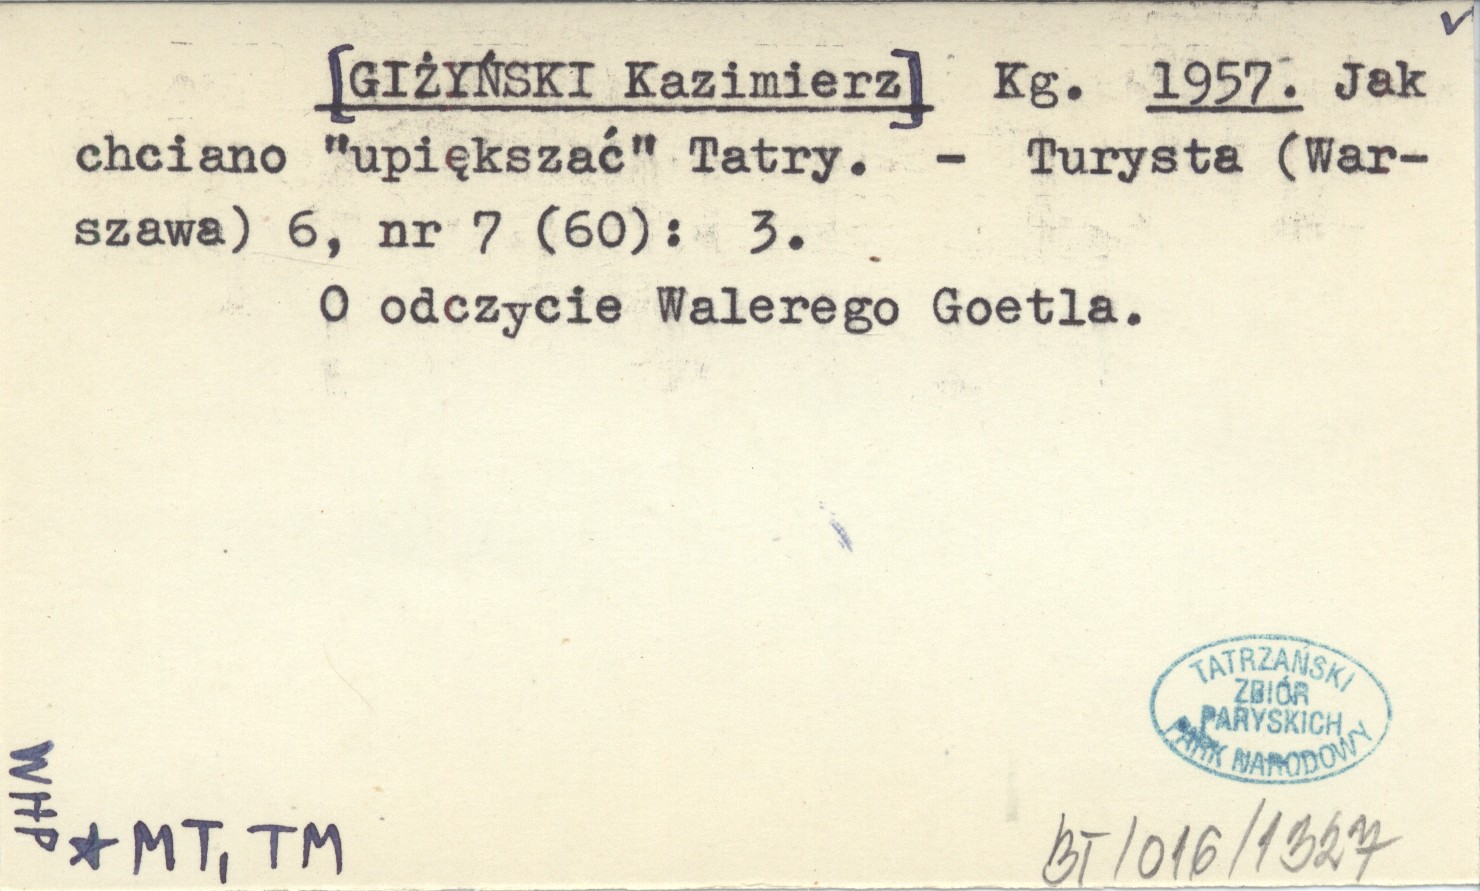 [GIŻYŃSKI Kazimierz] Kg. 1957. Jak
chciano "upiększać" Tatry. - Turysta (War-
szawa) 6, nr 7 (60): 3.
O odczycie Walerego Goetla.
TATRZAŃSKI
ZBIÓR
PARYSKICH
PARK NARODOWY
WHP
* MT, TM
BT/016/1327